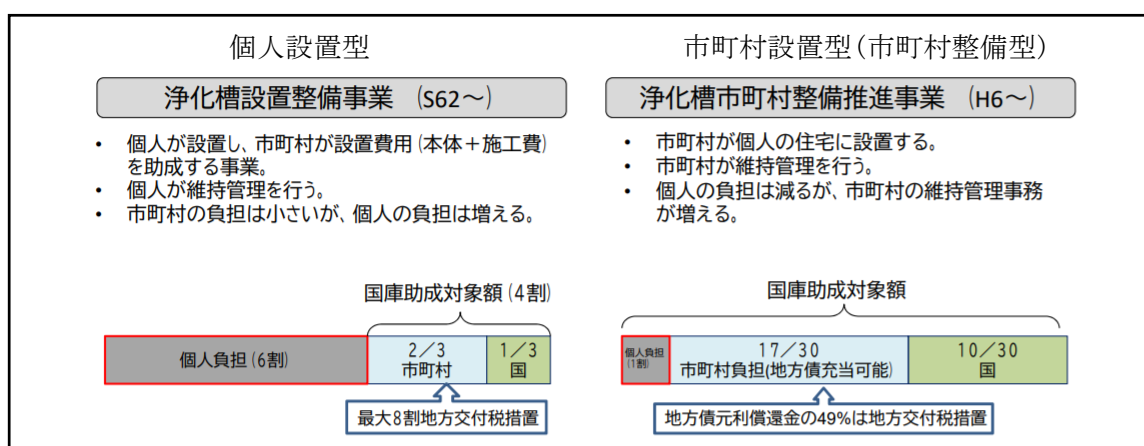 個人設置型
浄化槽設置整備事業 (S62～)
• 個人が設置し、市町村が設置費用(本体＋施工費)
を助成する事業。
• 個人が維持管理を行う。
• 市町村の負担は小さいが、個人の負担は増える。
国庫助成対象額(4割)
個人負担(6割)
2／3
市町村
1／3
国
最大8割地方交付税措置
市町村設置型(市町村整備型)
浄化槽市町村整備推進事業 (H6～)
• 市町村が個人の住宅に設置する。
• 市町村が維持管理を行う。
• 個人の負担は減るが、市町村の維持管理事務
が増える。
国庫助成対象額
個人負担
(1割)
17／30
市町村負担(地方債充当可能)
10／30
国
地方債元利償還金の49%は地方交付税措置